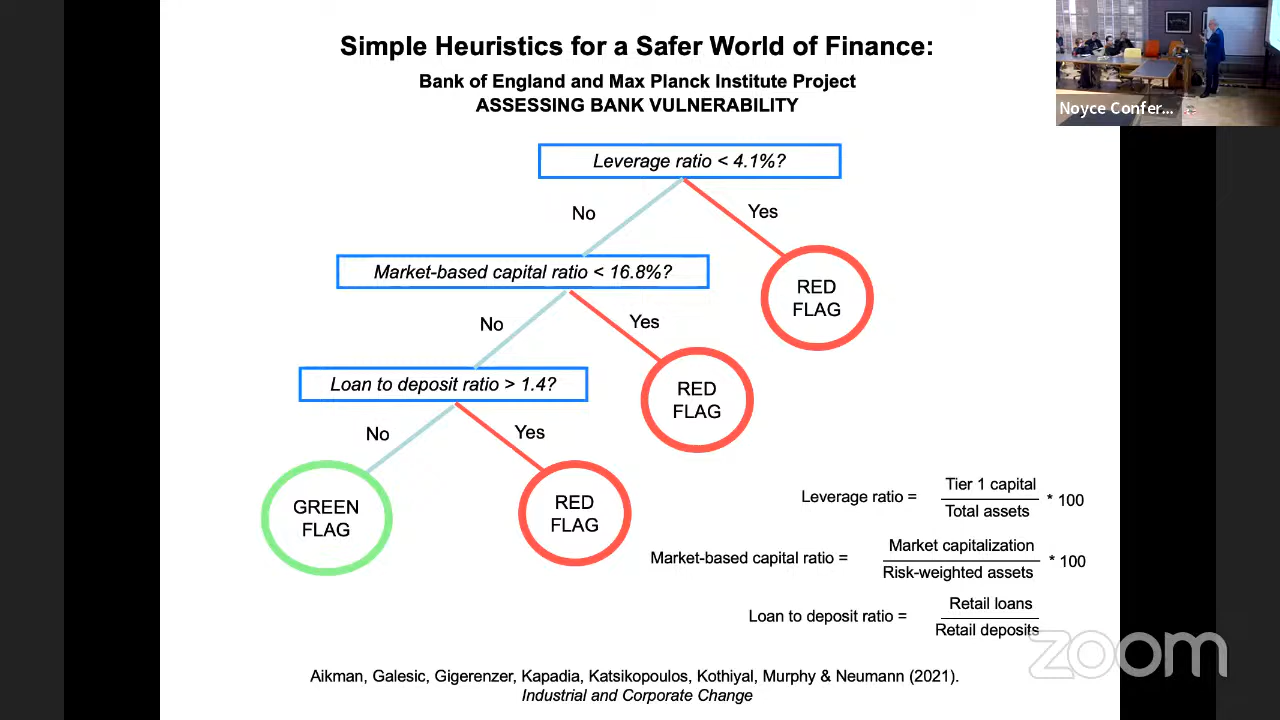 Simple Heuristics for a Safer World of Finance:
Bank of England and Max Planck Institute Project
ASSESSING BANK VULNERABILITY
Noyce Confer...
Leverage ratio < 4.1%?
No
Yes
RED
FLAG
Market-based capital ratio < 16.8%?
No
Yes
RED
FLAG
Loan to deposit ratio > 1.4?
No
Yes
GREEN
FLAG
RED
FLAG
Leverage ratio = Tier 1 capital / Total assets * 100
Market-based capital ratio = Market capitalization / Risk-weighted assets * 100
Loan to deposit ratio = Retail loans / Retail deposits
zoom
Aikman, Galesic, Gigerenzer, Kapadia, Katsikopoulos, Kothiyal, Murphy & Neumann (2021).
Industrial and Corporate Change